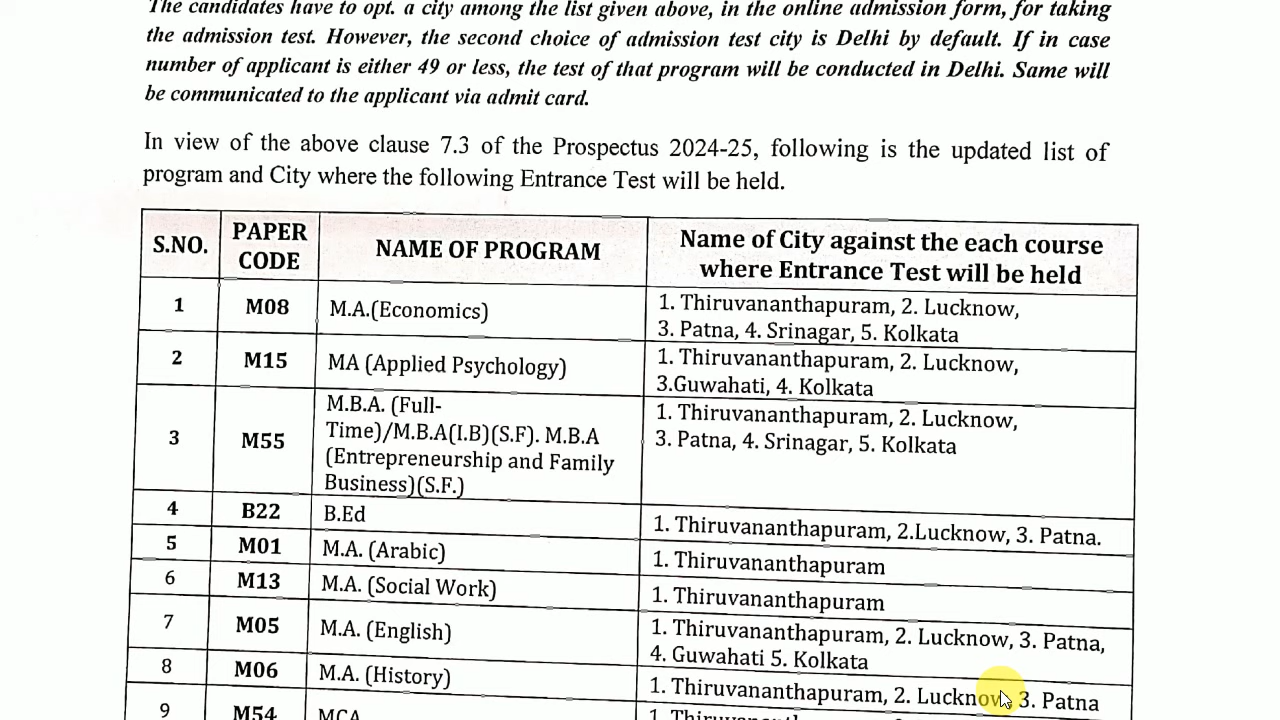 The candidates have to opt. a city among the list given above, in the online admission form, for taking
the admission test. However, the second choice of admission test city is Delhi by default. If in case
number of applicant is either 49 or less, the test of that program will be conducted in Delhi. Same will
be communicated to the applicant via admit card.
In view of the above clause 7.3 of the Prospectus 2024-25, following is the updated list of
program and City where the following Entrance Test will be held.
S.NO.
PAPER
CODE
NAME OF PROGRAM
Name of City against the each course
where Entrance Test will be held
1
M08
M.A.(Economics)
1. Thiruvananthapuram, 2. Lucknow,
3. Patna, 4. Srinagar, 5. Kolkata
2
M15
MA (Applied Psychology)
1. Thiruvananthapuram, 2. Lucknow,
3.Guwahati, 4. Kolkata
3
M55
M.B.A. (Full-
Time)/M.B.A(I.B)(S.F). M.B.A
(Entrepreneurship and Family
Business)(S.F.)
1. Thiruvananthapuram, 2. Lucknow,
3. Patna, 4. Srinagar, 5. Kolkata
4
B22
B.Ed
1. Thiruvananthapuram, 2.Lucknow, 3. Patna.
5
M01
M.A. (Arabic)
1. Thiruvananthapuram
6
M13
M.A. (Social Work)
1. Thiruvananthapuram
7
M05
M.A. (English)
1. Thiruvananthapuram, 2. Lucknow, 3. Patna,
4. Guwahati 5. Kolkata
8
M06
M.A. (History)
1. Thiruvananthapuram, 2. Lucknow, 3. Patna
9
M54
MCA
1. Thiruvananthapuram,